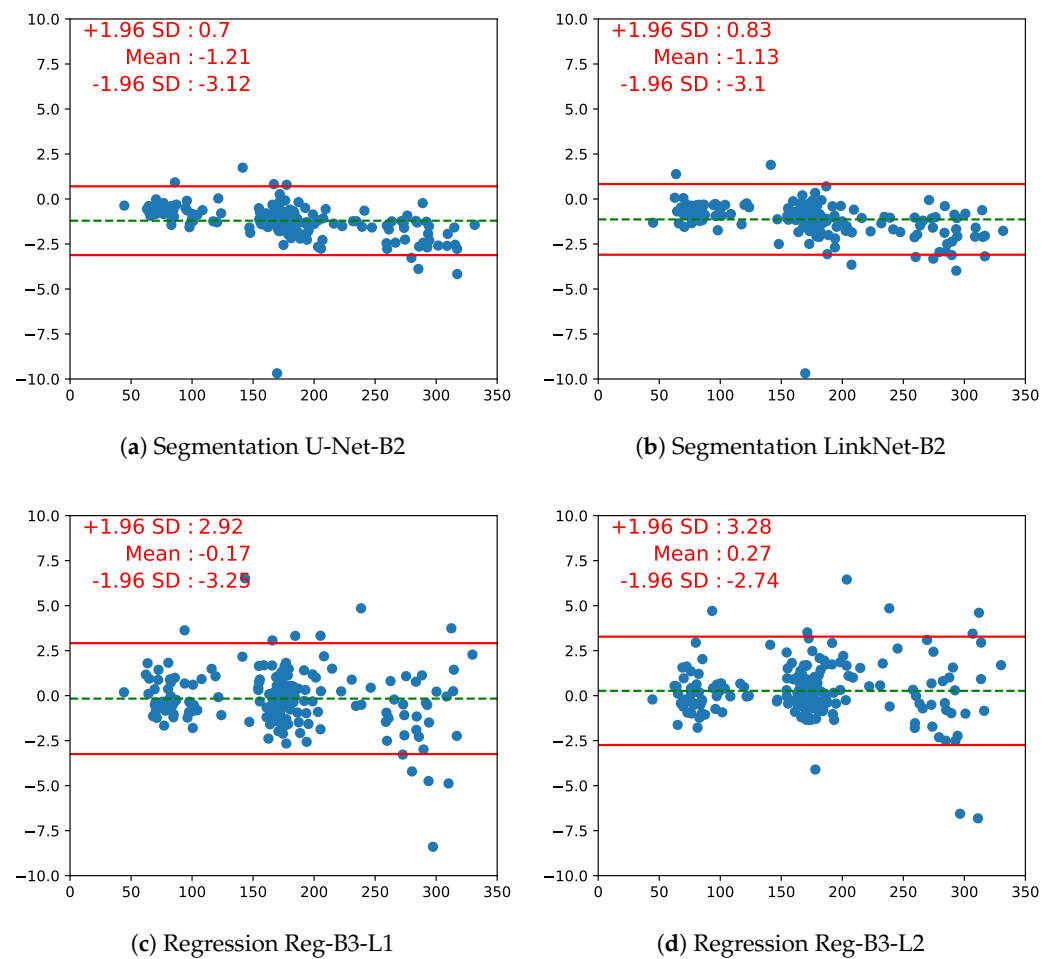 10.0
7.5
5.0
2.5
0.0
−2.5
−5.0
−7.5
−10.0
+1.96 SD : 0.7
Mean : -1.21
-1.96 SD : -3.12
0 50 100 150 200 250 300 350
(a) Segmentation U-Net-B2
10.0
7.5
5.0
2.5
0.0
−2.5
−5.0
−7.5
−10.0
+1.96 SD : 0.83
Mean : -1.13
-1.96 SD : -3.1
0 50 100 150 200 250 300 350
(b) Segmentation LinkNet-B2
10.0
7.5
5.0
2.5
0.0
−2.5
−5.0
−7.5
−10.0
+1.96 SD : 2.92
Mean : -0.17
-1.96 SD : -3.25
0 50 100 150 200 250 300 350
(c) Regression Reg-B3-L1
10.0
7.5
5.0
2.5
0.0
−2.5
−5.0
−7.5
−10.0
+1.96 SD : 3.28
Mean : 0.27
-1.96 SD : -2.74
0 50 100 150 200 250 300 350
(d) Regression Reg-B3-L2